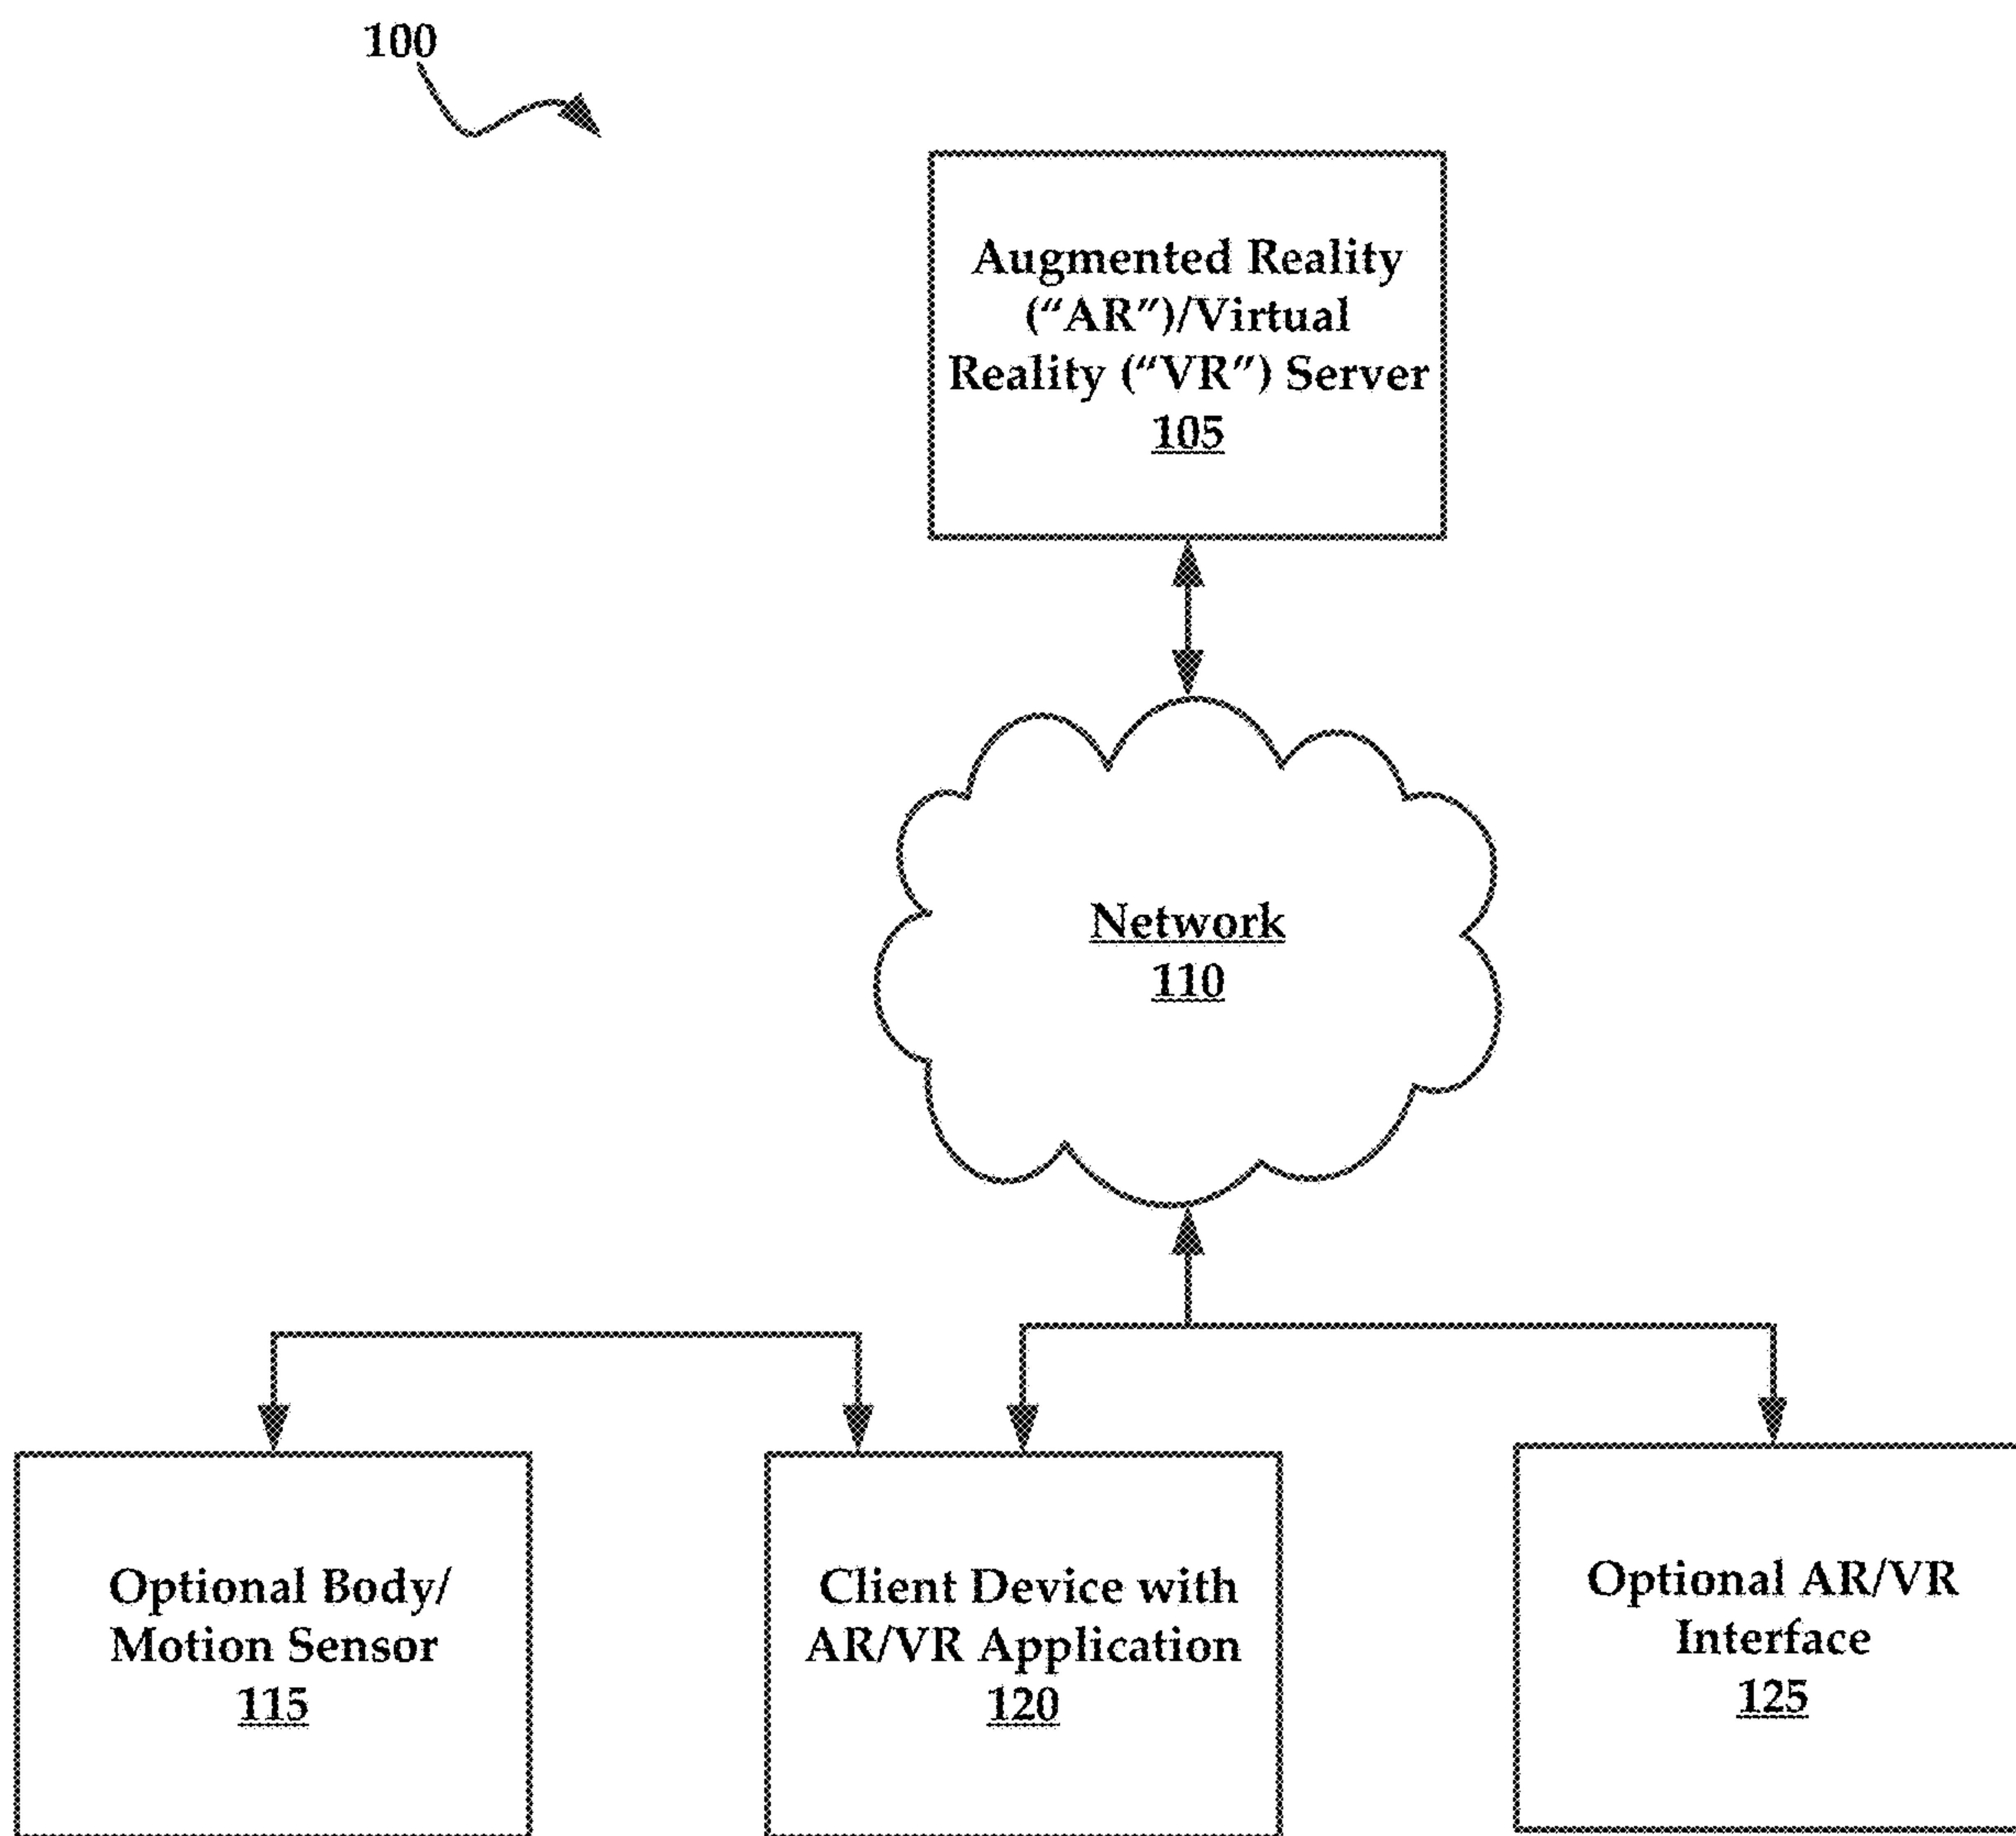 100
Augmented Reality
(“AR”)/Virtual
Reality (“VR”) Server
105
Network
110
Optional Body/
Motion Sensor
115
Client Device with
AR/VR Application
120
Optional AR/VR
Interface
125